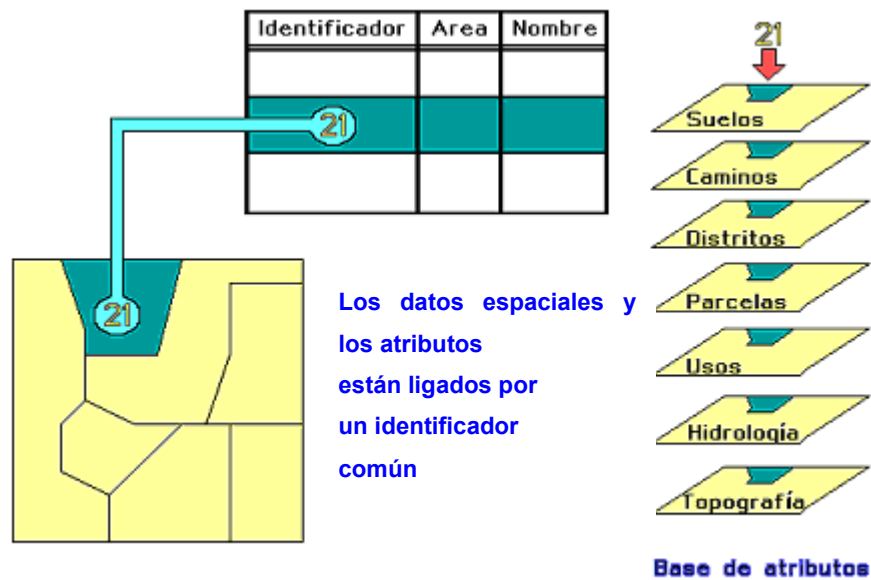 Identificador Area Nombre
21
21
Los datos espaciales y
los atributos
están ligados por
un identificador
común
21
Suelos
Caminos
Distritos
Parcelas
Usos
Hidrología
Topografía
Base de atributos